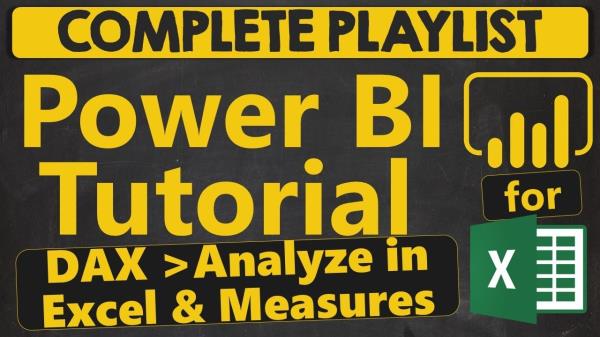 COMPLETE PLAYLIST
Power BI
Tutorial
for
DAX >Analyze in
Excel & Measures
X